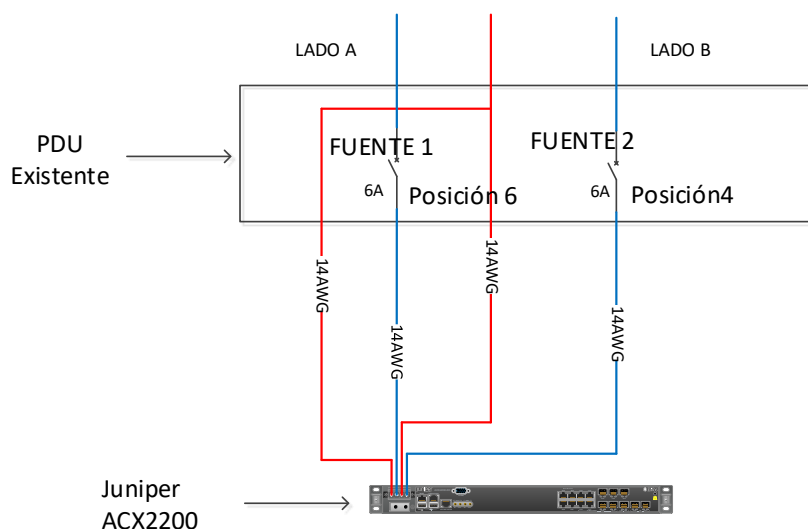 LADO A
LADO B
PDU
Existente
FUENTE 1
FUENTE 2
6A
Posición 6
6A
Posición4
14AWG
14AWG
14AWG
14AWG
Juniper
ACX2200